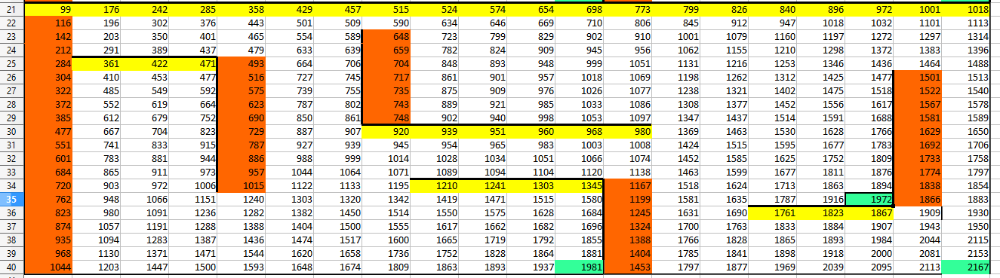 21 99 176 242 285 358 429 457 515 524 574 654 698 773 799 826 840 896 972 1001 1018
22 116 196 302 376 443 501 509 590 634 646 669 710 806 845 912 947 1018 1032 1101 1113
23 142 203 350 401 465 554 589 648 723 799 829 902 910 1001 1079 1160 1197 1272 1297 1314
24 212 291 389 437 479 633 639 659 782 824 909 945 956 1062 1155 1210 1298 1372 1383 1396
25 284 361 422 471 493 664 706 704 848 893 948 999 1051 1131 1216 1253 1346 1436 1464 1488
26 304 410 453 477 516 727 745 717 861 901 957 1018 1069 1198 1262 1312 1425 1477 1501 1513
27 322 485 549 592 575 739 755 735 875 909 976 1026 1077 1238 1321 1402 1475 1518 1522 1540
28 372 552 619 664 623 787 802 743 889 921 985 1033 1086 1308 1377 1452 1556 1617 1567 1578
29 385 612 679 752 690 850 861 748 902 940 998 1053 1097 1347 1437 1514 1591 1688 1581 1589
30 477 667 704 823 729 887 907 920 939 951 960 968 980 1369 1463 1530 1628 1766 1629 1650
31 551 741 833 915 787 927 939 945 954 965 983 1003 1008 1424 1515 1595 1677 1783 1692 1706
32 601 783 881 944 886 988 999 1014 1028 1034 1051 1066 1074 1452 1585 1625 1752 1809 1733 1758
33 684 865 911 973 957 1044 1064 1071 1089 1094 1104 1120 1138 1463 1599 1677 1811 1876 1774 1797
34 720 903 972 1006 1015 1122 1133 1195 1210 1241 1303 1345 1167 1518 1624 1713 1863 1894 1838 1854
35 762 948 1066 1151 1240 1303 1320 1342 1419 1471 1515 1580 1199 1581 1635 1787 1916 1972 1866 1883
36 823 980 1091 1236 1282 1382 1450 1514 1550 1575 1628 1684 1245 1631 1690 1761 1823 1867 1909 1930
37 874 1057 1191 1288 1388 1404 1500 1555 1617 1662 1682 1696 1324 1700 1763 1833 1884 1907 1943 1950
38 935 1094 1283 1387 1436 1474 1517 1600 1665 1719 1792 1855 1388 1766 1828 1865 1893 1984 2044 2115
39 968 1130 1371 1471 1544 1620 1658 1736 1752 1828 1864 1881 1404 1785 1841 1898 1918 2000 2081 2153
40 1044 1203 1447 1500 1593 1648 1674 1809 1863 1893 1937 1981 1453 1797 1877 1969 2039 2095 2113 2167